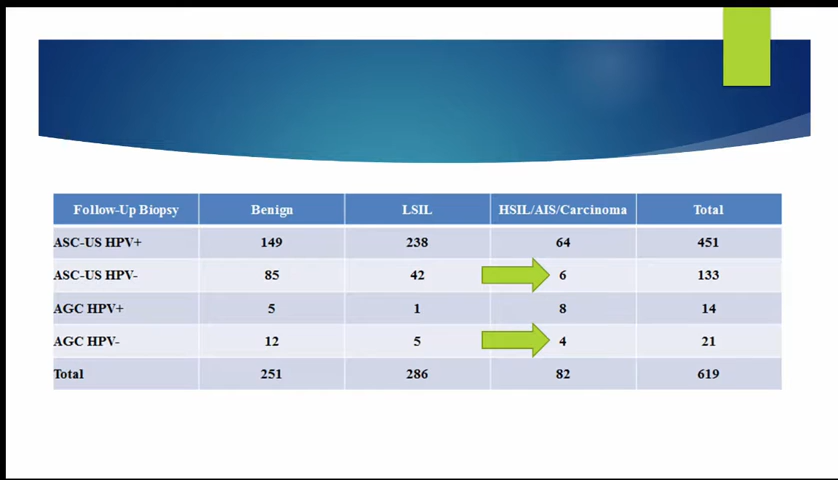 Follow-Up Biopsy Benign LSIL HSIL/AIS/Carcinoma Total
ASC-US HPV+ 149 238 64 451
ASC-US HPV- 85 42 6 133
AGC HPV+ 5 1 8 14
AGC HPV- 12 5 4 21
Total 251 286 82 619